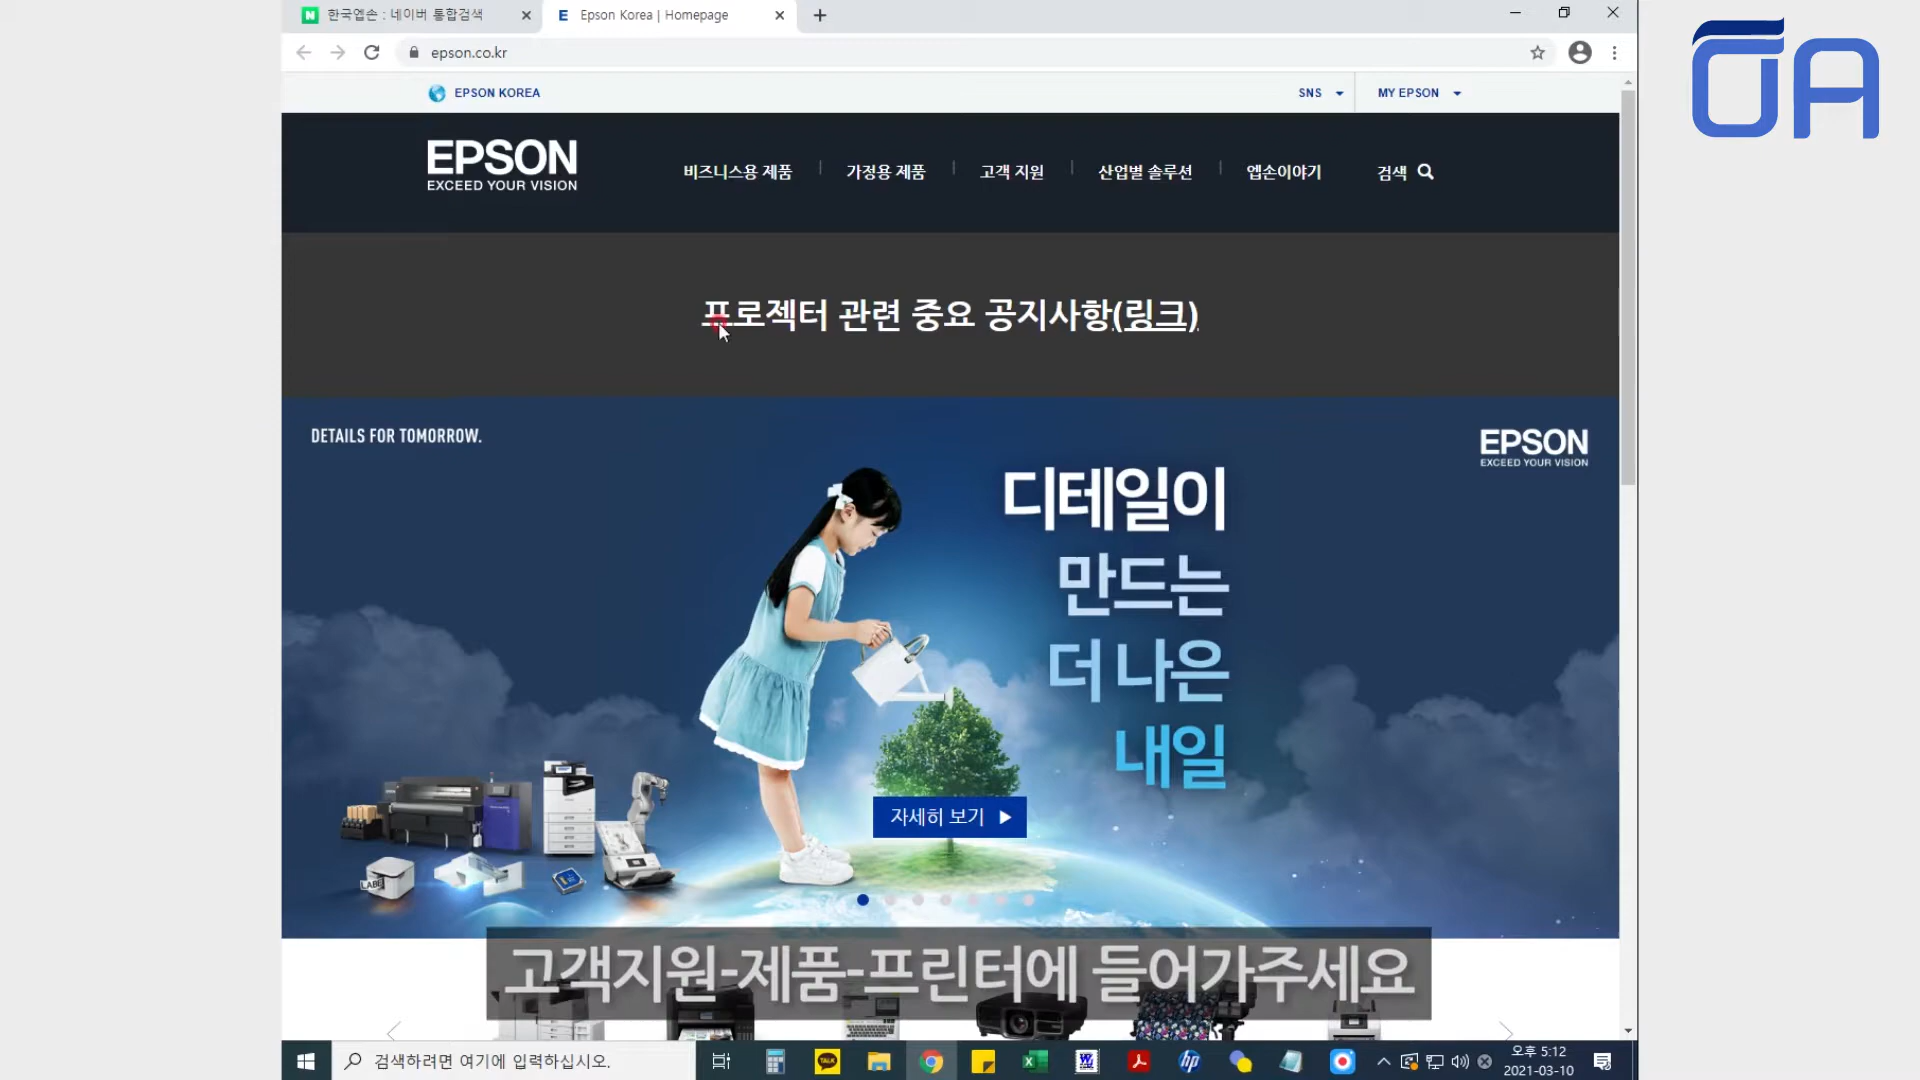 한국엡손 : 네이버 통합검색
E Epson Korea | Homepage
epson.co.kr
EPSON KOREA
SNS
MY EPSON
EPSON
EXCEED YOUR VISION
비즈니스용 제품
가정용 제품
고객 지원
산업별 솔루션
엡손이야기
검색
프로젝터 관련 중요 공지사항(링크)
DETAILS FOR TOMORROW.
EPSON
EXCEED YOUR VISION
디테일이
만드는
더 나은
내일
자세히 보기
LABEL
고객지원-제품-프린터에 들어가주세요
검색하려면 여기에 입력하십시오.
TALK
hp
오후 5:12
2021-03-10
OA